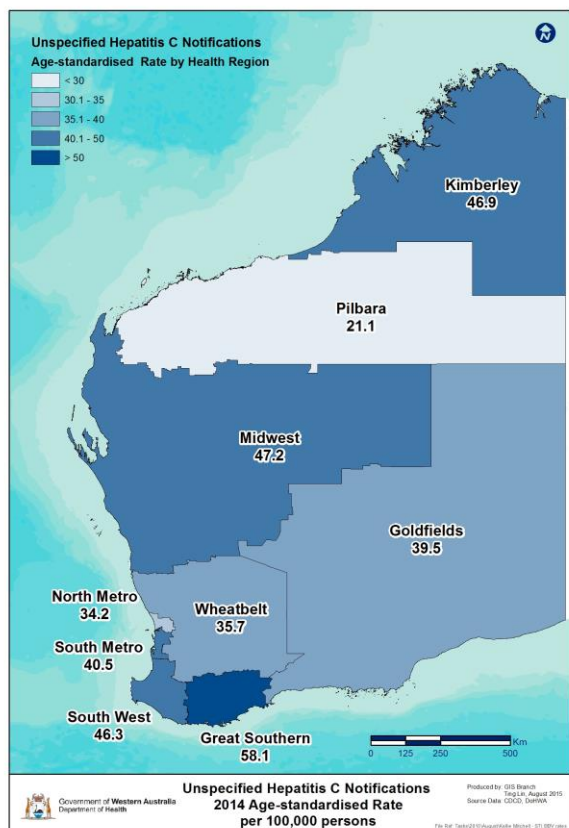 Unspecified Hepatitis C Notifications
Age-standardised Rate by Health Region
< 30
30.1 - 35
35.1 - 40
40.1 - 50
> 50
N
Kimberley
46.9
Pilbara
21.1
Midwest
47.2
Goldfields
39.5
North Metro
34.2
Wheatbelt
35.7
South Metro
40.5
South West
46.3
Great Southern
58.1
0 125 250 500
Km
Government of Western Australia
Department of Health
Unspecified Hepatitis C Notifications
2014 Age-standardised Rate
per 100,000 persons
Produced by: GIS Branch
Ting Lin, August 2015
Source Data: CDCD, DoHWA